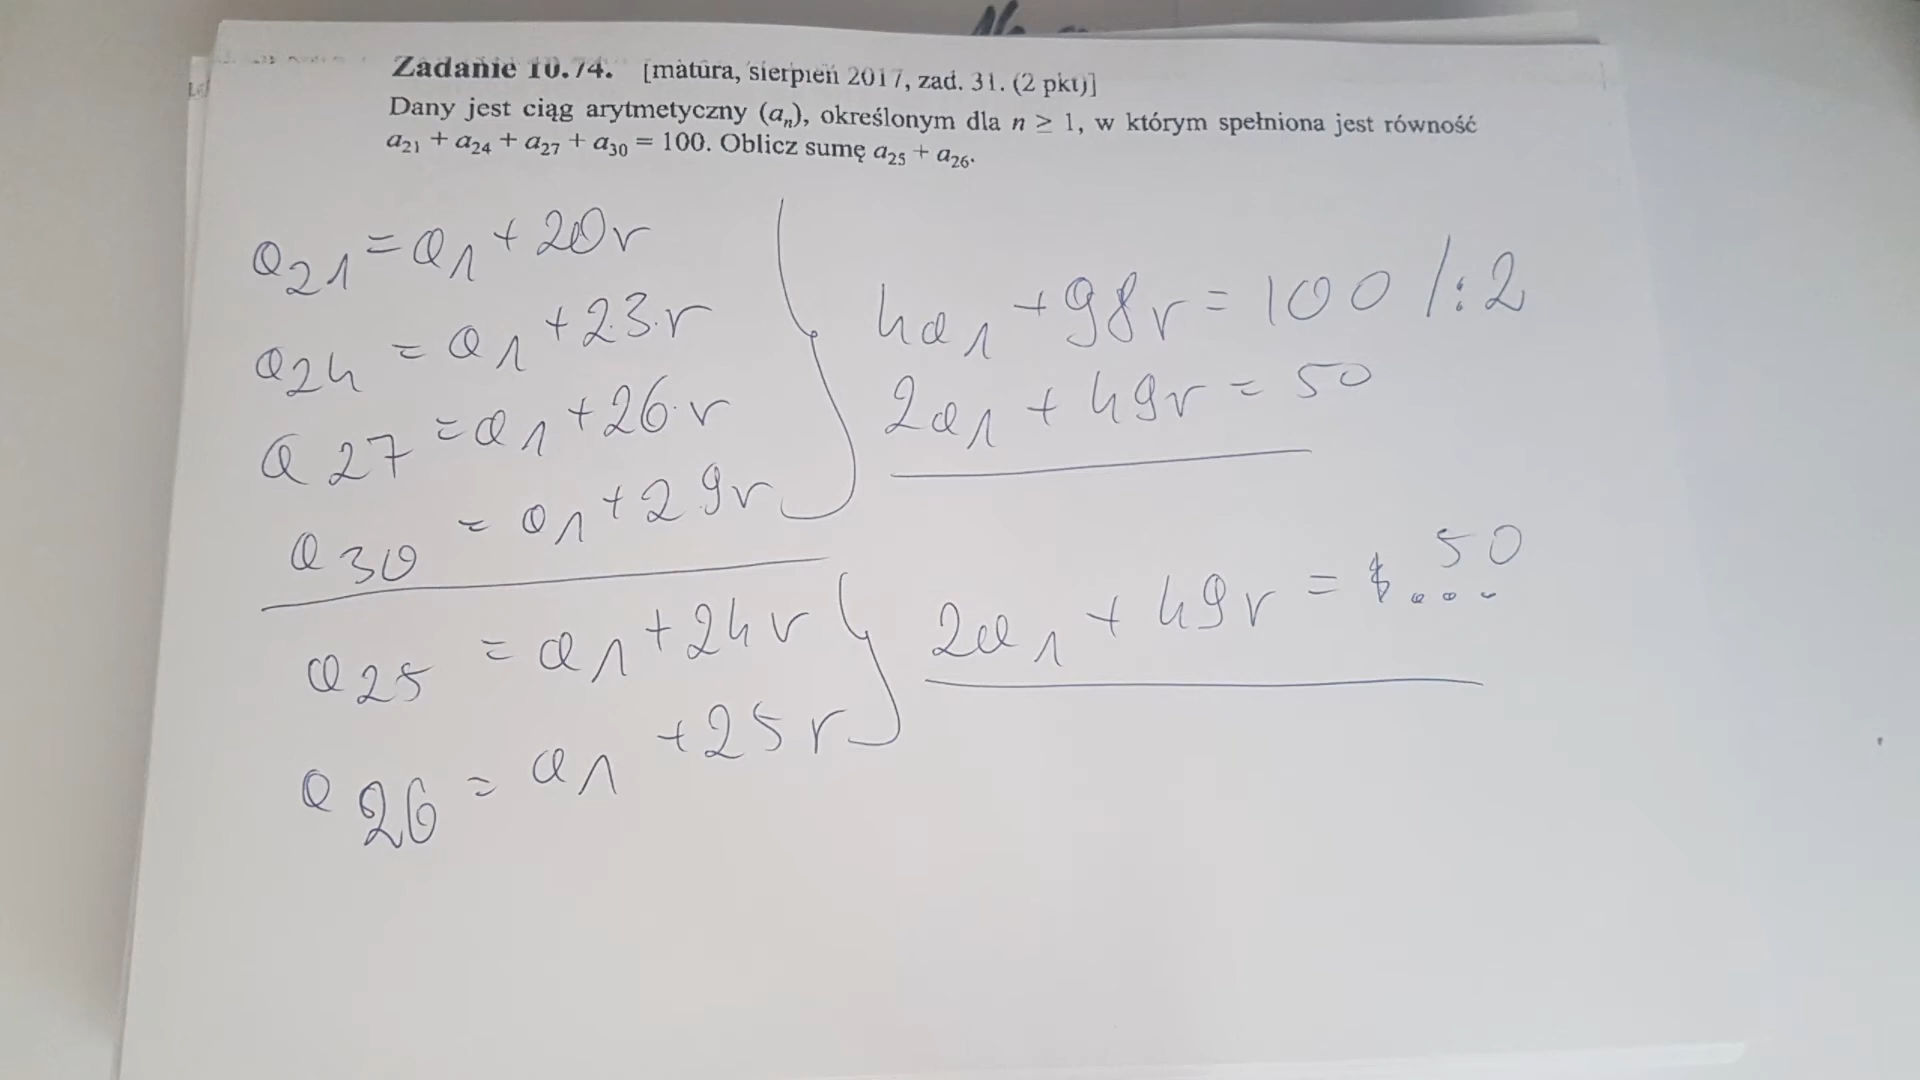 Zadanie 10.74. [matura, sierpień 2017, zad. 31. (2 pkt)]
Dany jest ciąg arytmetyczny (aₙ), określonym dla n ≥ 1, w którym spełniona jest równość
a₂₁ + a₂₄ + a₂₇ + a₃₀ = 100. Oblicz sumę a₂₅ + a₂₆.
a₂₁ = a₁ + 20r
a₂₄ = a₁ + 23·r
a₂₇ = a₁ + 26·r
a₃₀ = a₁ + 29r
4a₁ + 98r = 100 /:2
2a₁ + 49r = 50
a₂₅ = a₁ + 24r
a₂₆ = a₁ + 25r
2a₁ + 49r = ...50